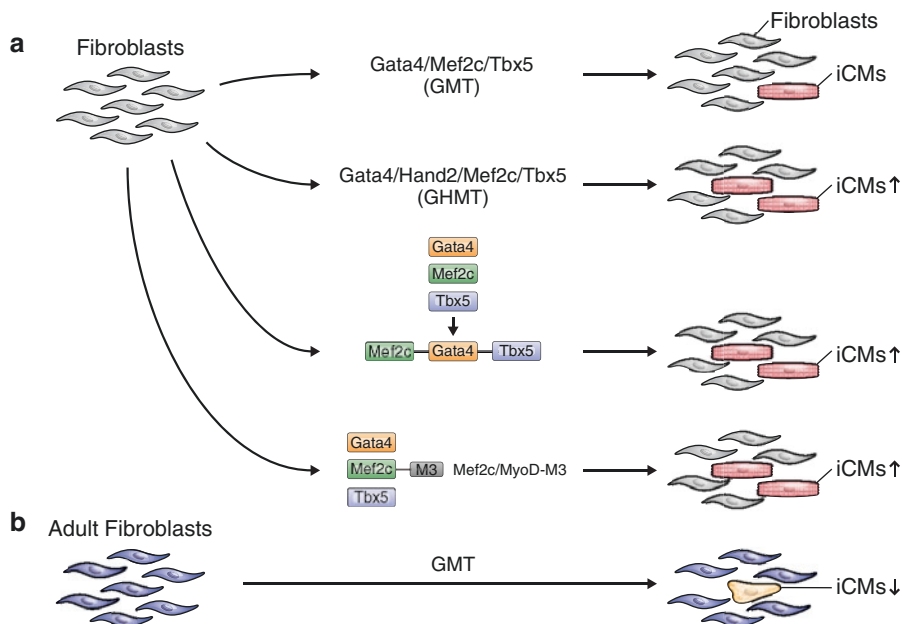 a
Fibroblasts
Gata4/Mef2c/Tbx5
(GMT)
Fibroblasts
iCMs
Gata4/Hand2/Mef2c/Tbx5
(GHMT)
iCMs↑
Gata4
Mef2c
Tbx5
Mef2c Gata4 Tbx5
iCMs↑
Gata4
Mef2c M3 Mef2c/MyoD-M3
Tbx5
iCMs↑
b
Adult Fibroblasts
GMT
iCMs↓